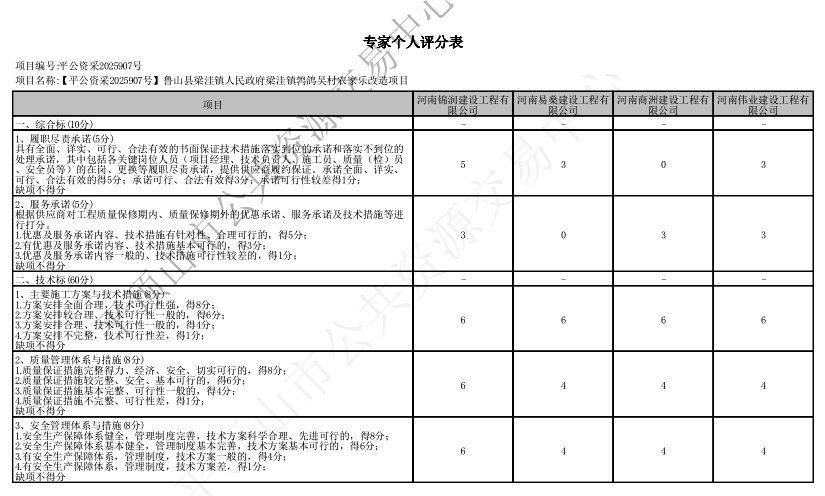 专家个人评分表
项目编号:平公资采2025907号
项目名称:【平公资采2025907号】鲁山县梁洼镇人民政府梁洼镇鹁鸽吴村农家乐改造项目
项目 河南锦润建设工程有限公司 河南易燊建设工程有限公司 河南商洲建设工程有限公司 河南伟业建设工程有限公司
一、综合标(10分) - - - -
1、履职尽责承诺(5分)
具有全面、详实、可行、合法有效的书面保证技术措施落实到位的承诺和落实不到位的
处理承诺，其中包括各关键岗位人员（项目经理、技术负责人、施工员、质量（检）员
、安全员等）的在岗、更换等履职尽责承诺，提供供应商履约保证。承诺全面、详实、
可行、合法有效的得5分；承诺可行、合法有效得3分，承诺可行性较差得1分；
缺项不得分
5 3 0 3
2、服务承诺(5分)
根据供应商对工程质量保修期内、质量保修期外的优惠承诺、服务承诺及技术措施等进
行打分。
1.优惠及服务承诺内容、技术措施有针对性、合理可行的，得5分；
2.有优惠及服务承诺内容、技术措施基本可行的，得3分；
3.优惠及服务承诺内容一般的、技术措施可行性较差的，得1分；
缺项不得分
3 0 3 3
二、技术标(60分) - - - -
1、主要施工方案与技术措施(8分)
1.方案安排全面合理，技术可行性强，得8分；
2.方案安排较合理、技术可行性一般的，得6分；
3.方案安排合理、技术可行性一般的，得4分；
4.方案安排不完整，技术可行性差，得1分；
缺项不得分
6 6 6 6
2、质量管理体系与措施(8分)
1.质量保证措施完整得力、经济、安全、切实可行的，得8分；
2.质量保证措施较完整、安全、基本可行的，得6分；
3.质量保证措施基本完整、可行性一般的，得4分；
4.质量保证措施不完整、可行性差，得1分；
缺项不得分
6 4 4 4
3、安全管理体系与措施(8分)
1.安全生产保障体系健全，管理制度完善，技术方案科学合理、先进可行的，得8分；
2.安全生产保障体系基本健全，管理制度基本完善，技术方案基本可行的，得6分；
3.有安全生产保障体系，管理制度，技术方案一般的，得4分；
4.有安全生产保障体系，管理制度，技术方案差，得1分；
缺项不得分
6 4 4 4
平顶山市公共资源交易中心
平顶山市公共资源交易中心